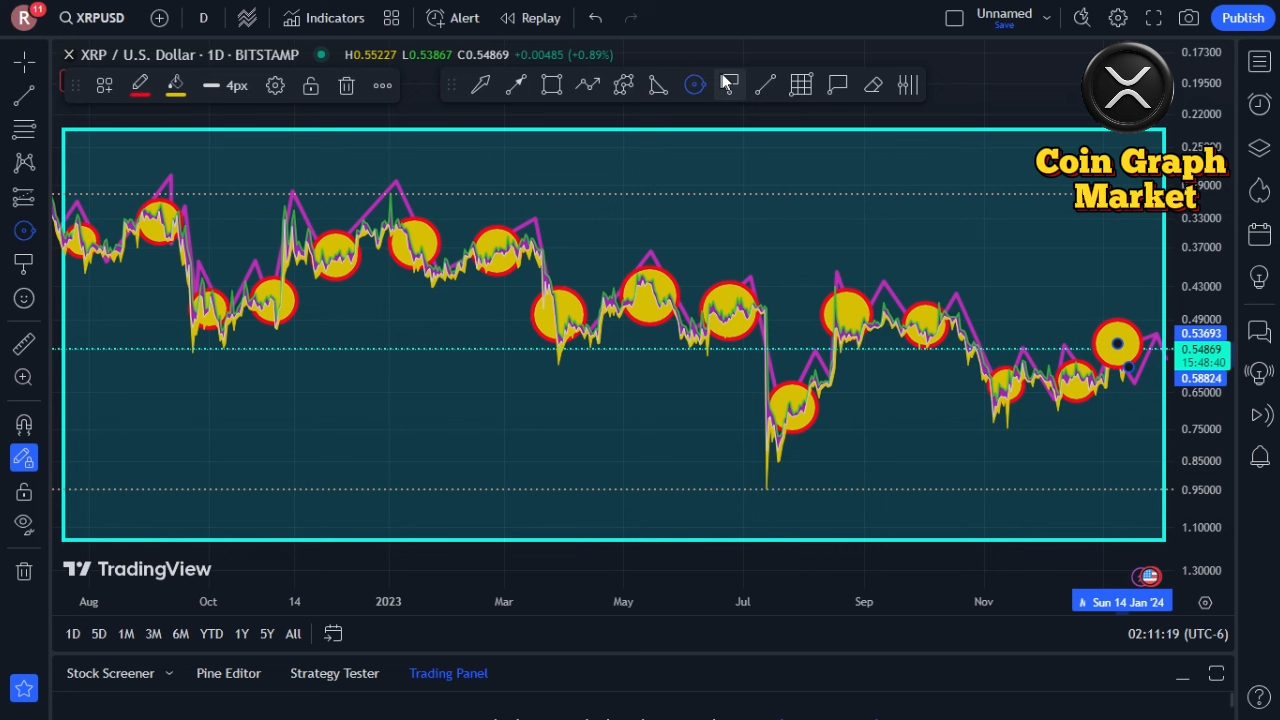 R 11 XRPUSD D Indicators Alert Replay Unnamed Save Publish
XRP / U.S. Dollar · 1D · BITSTAMP H0.55227 L0.53867 C0.54869 +0.00485 (+0.89%)
4px
Coin Graph
Market
0.17300
0.19500
0.22000
0.33000
0.37000
0.43000
0.49000
0.53693
0.54869
15:48:40
0.58824
0.65000
0.75000
0.85000
0.95000
1.10000
1.30000
TradingView
Aug Oct 14 2023 Mar May Jul Sep Nov Sun 14 Jan '24
1D 5D 1M 3M 6M YTD 1Y 5Y All 02:11:19 (UTC-6)
Stock Screener Pine Editor Strategy Tester Trading Panel